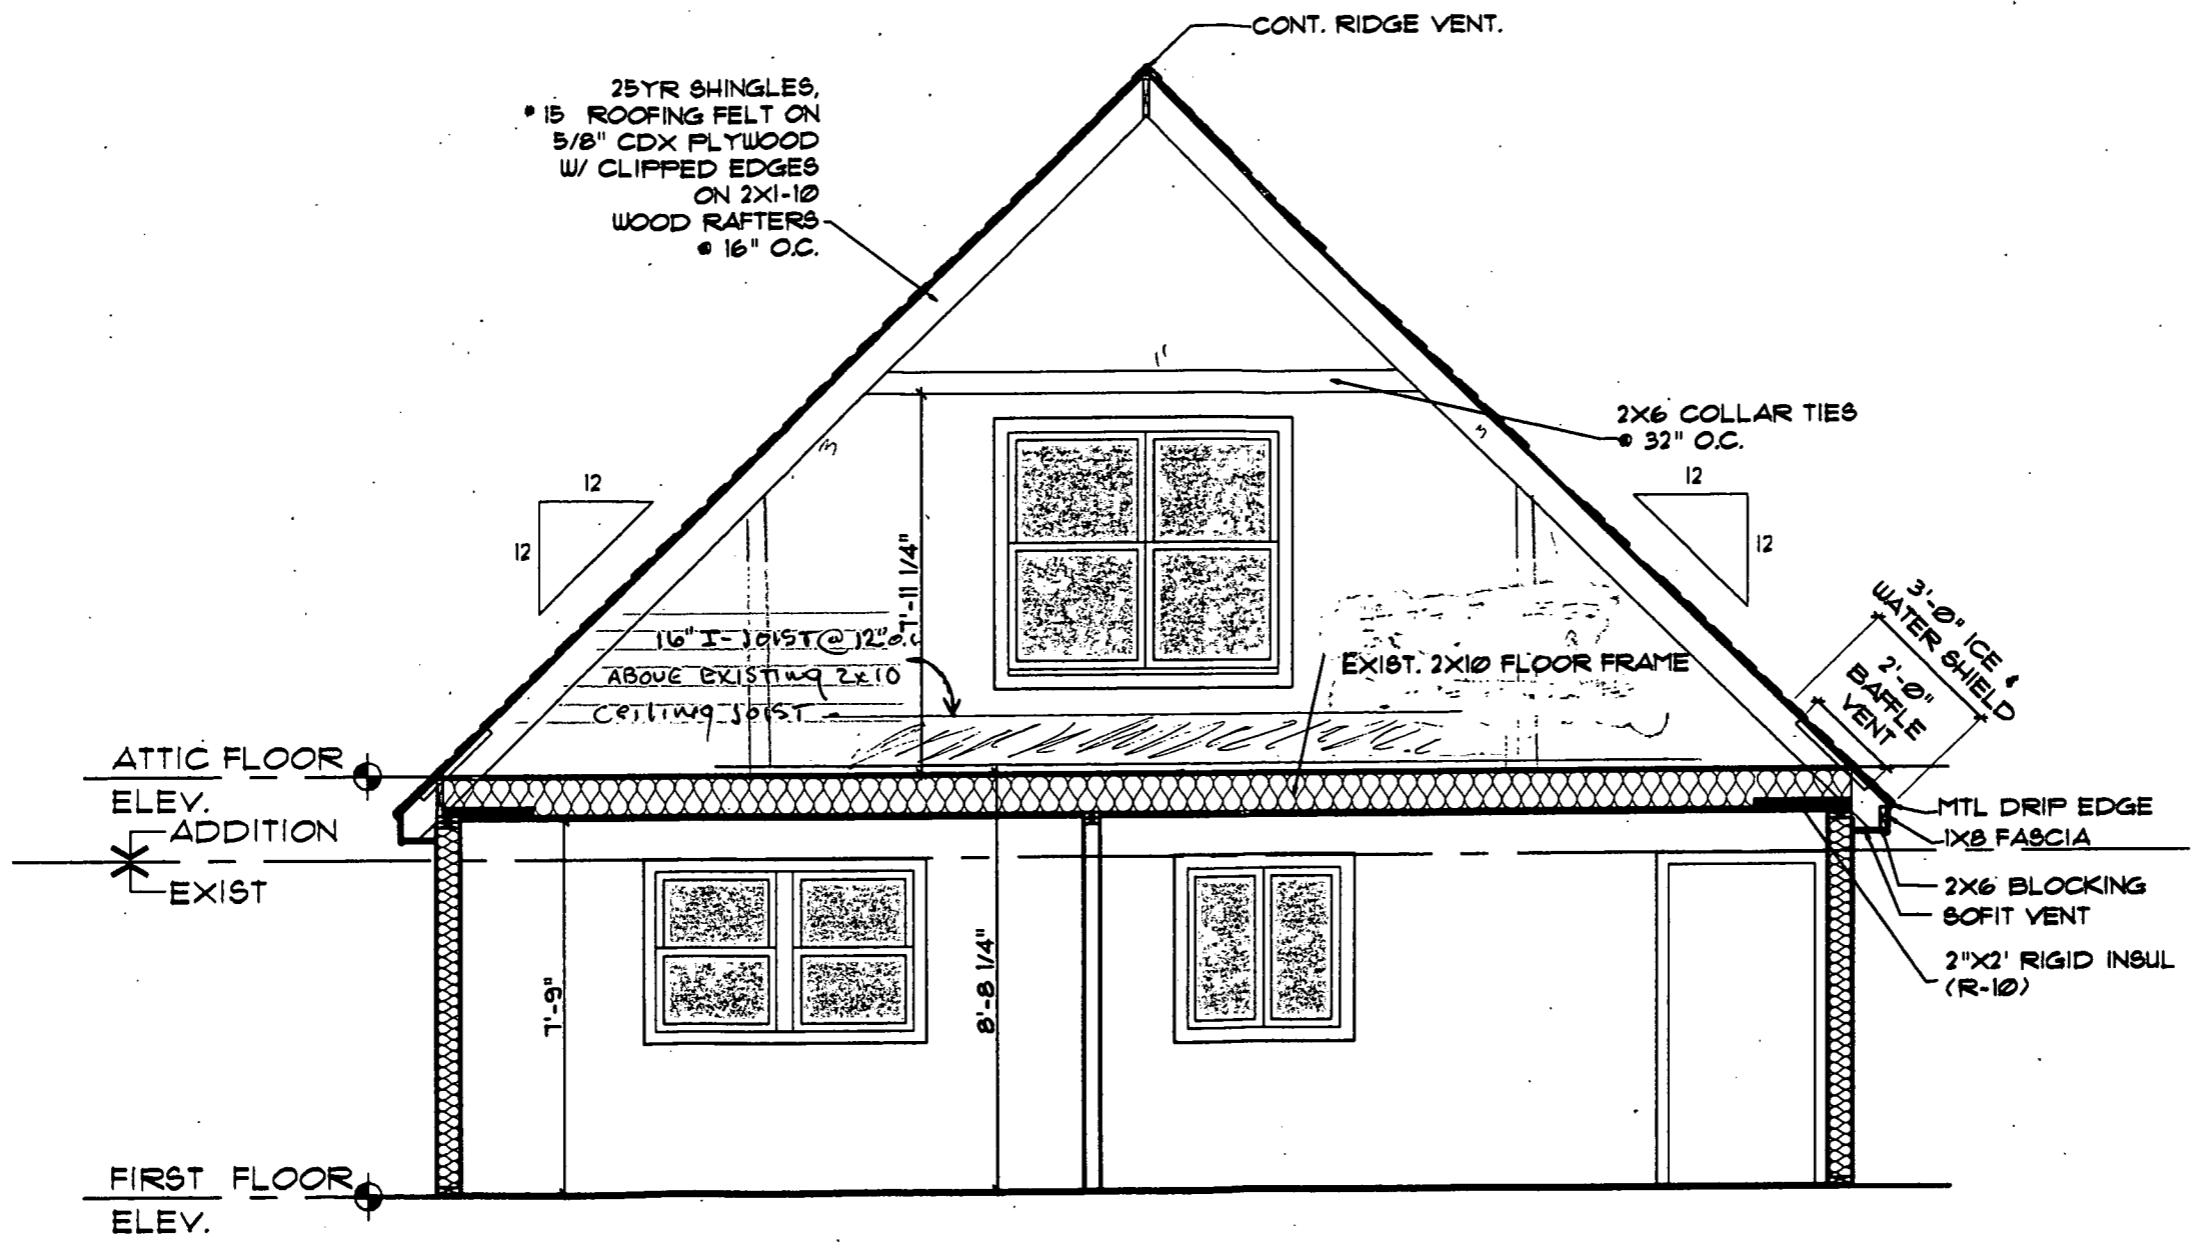 CONT. RIDGE VENT.
25YR SHINGLES,
#15 ROOFING FELT ON
5/8" CDX PLYWOOD
W/ CLIPPED EDGES
ON 2X1-10
WOOD RAFTERS
@ 16" O.C.
1'
2X6 COLLAR TIES
@ 32" O.C.
3
3
12
12
12
12
7'-11 1/4"
16" I-JOIST @ 12" O.C
ABOVE EXISTING 2x10
CEILING JOIST
EXIST. 2X10 FLOOR FRAME
3'-0" ICE &
WATER SHIELD
2'-0"
BAFFLE
VENT
ATTIC FLOOR
ELEV.
ADDITION
EXIST
MTL DRIP EDGE
1X8 FASCIA
2X6 BLOCKING
SOFIT VENT
2"X2' RIGID INSUL
(R-10)
7'-9"
8'-8 1/4"
FIRST FLOOR
ELEV.